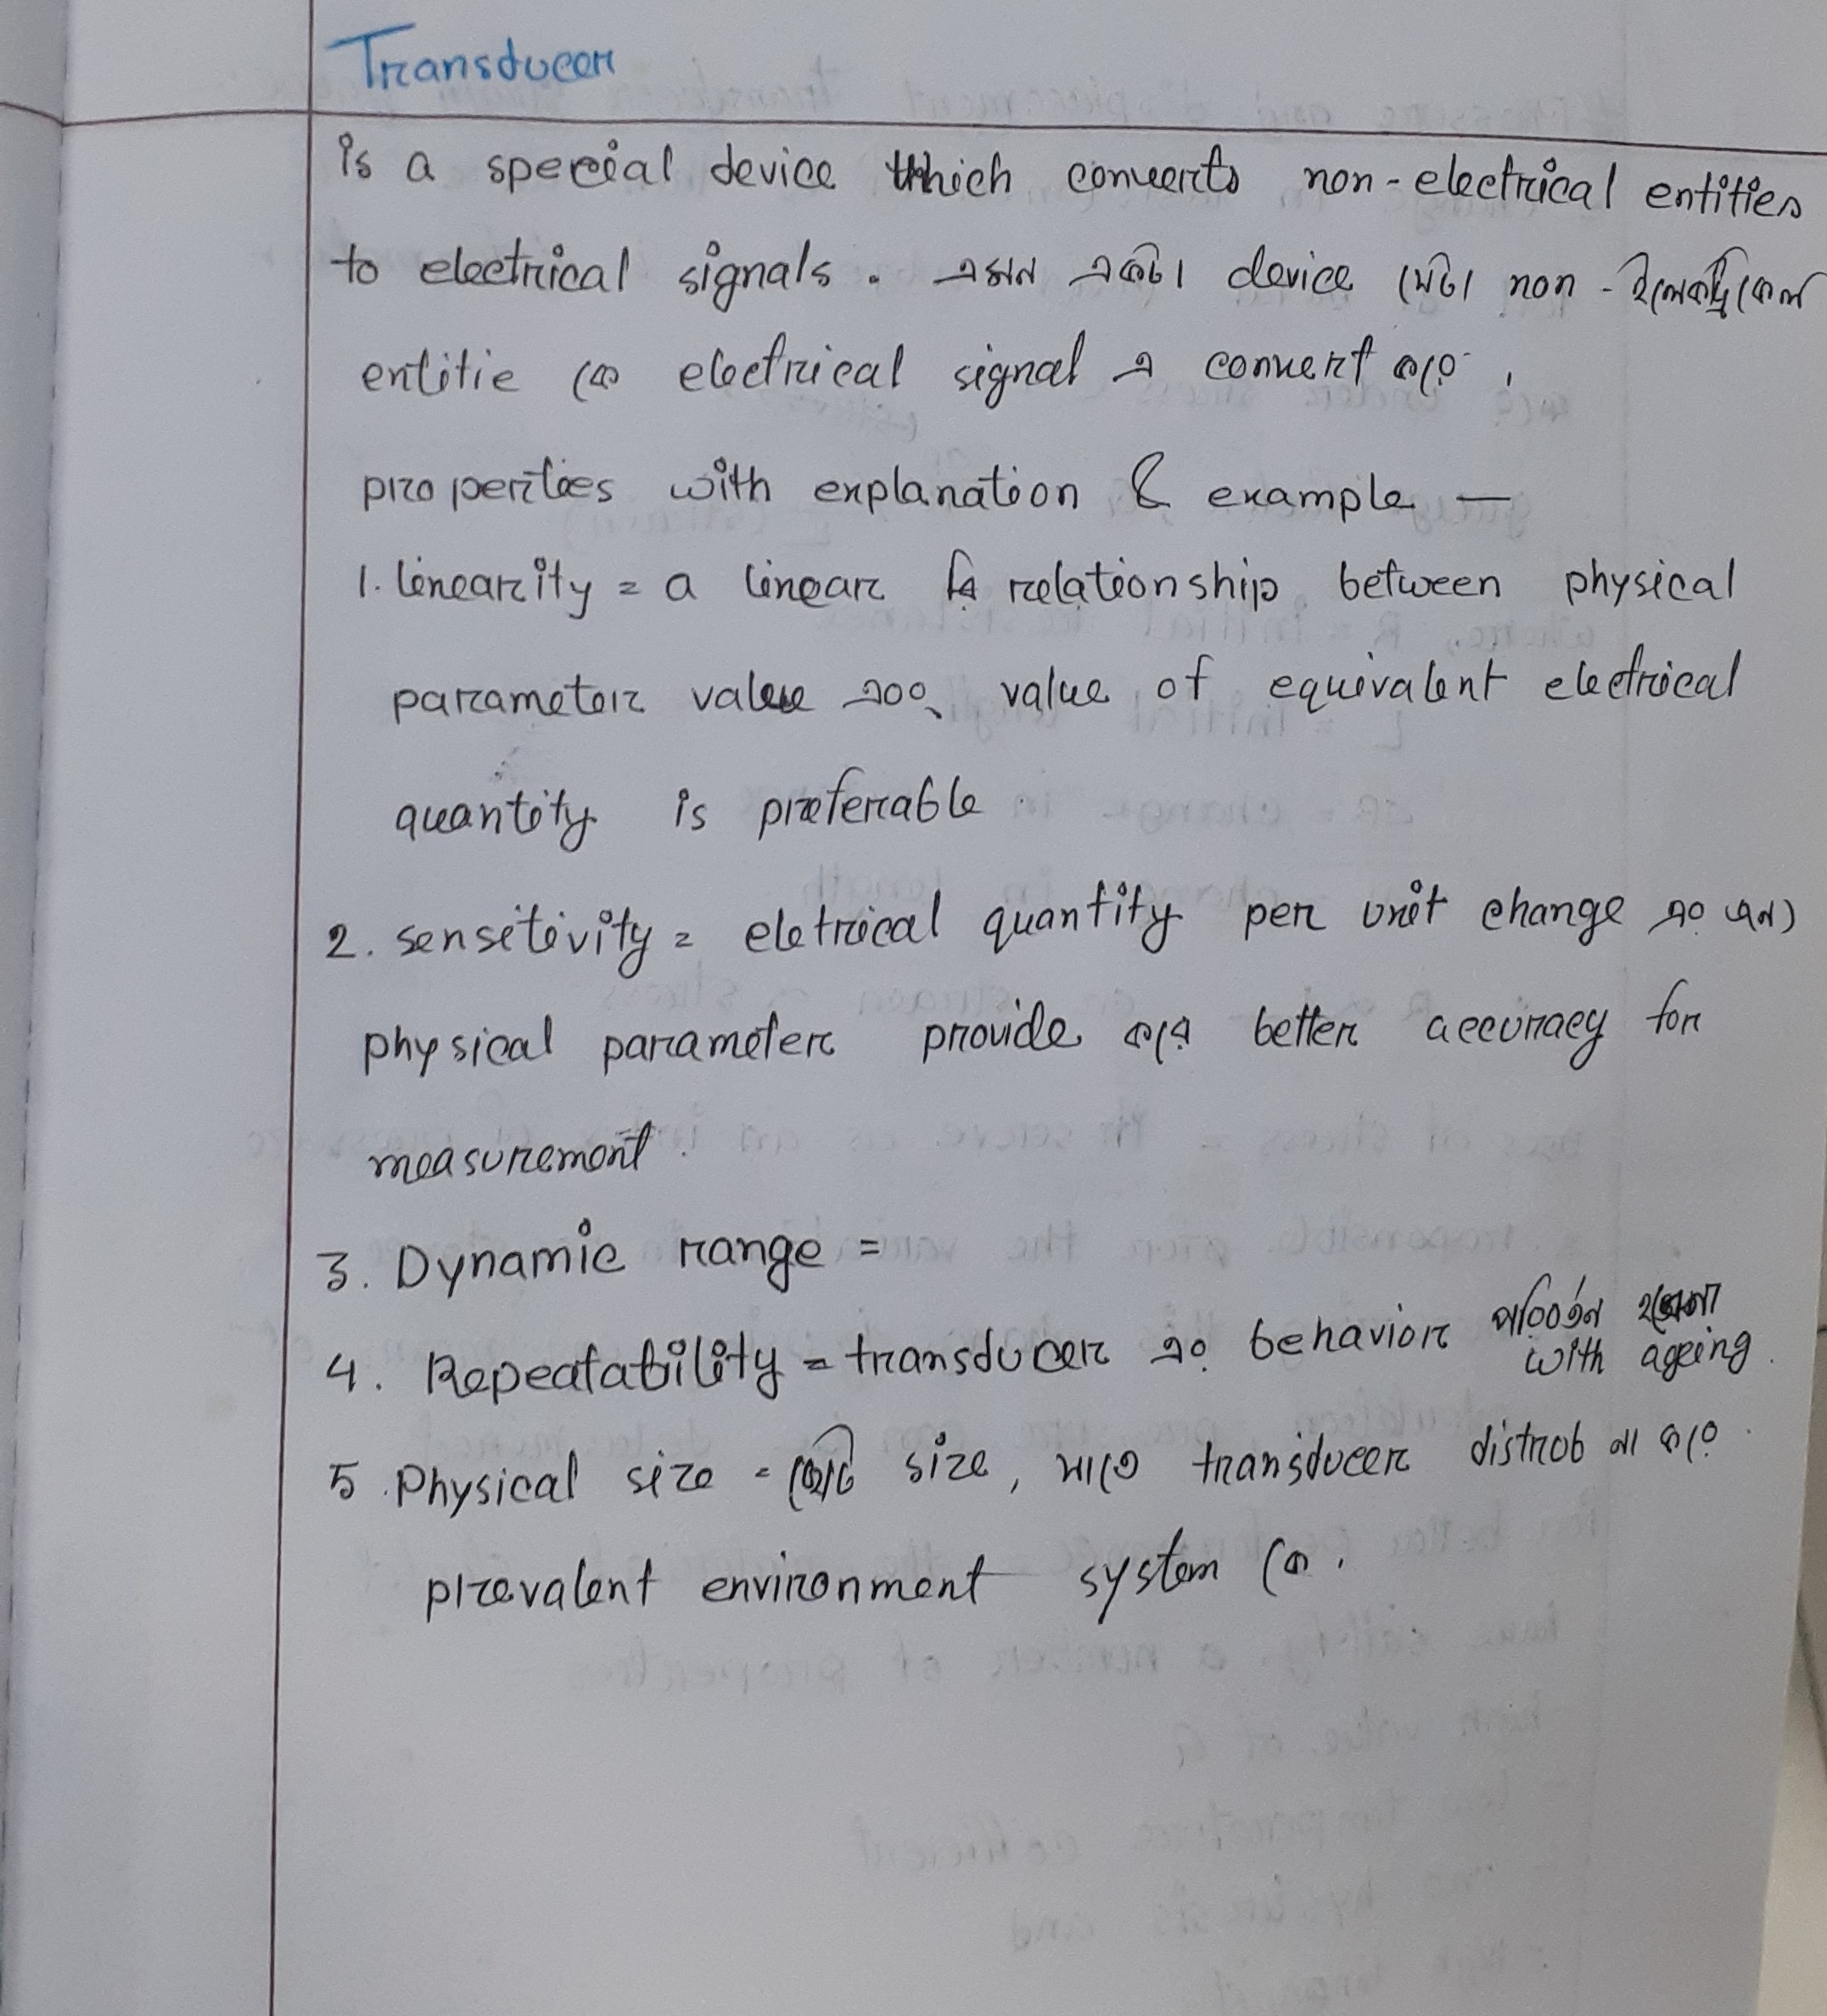 Transducer
is a special device which converts non-electrical entities
to electrical signals. এমন একটা device যেটা non-ইলেকট্রিকেল
entitie কে electrical signal এ convert করে,
properties with explanation & example —
1. linearity = a linear relationship between physical
parameter value এবং value of equivalent electrical
quantity is preferable
2. sensitivity = eletrical quantity per unit change এর জন্য
physical parameter provide করে better accuracy for
measurement.
3. Dynamic range =
4. Repeatability = transducer এর behavior পরিবর্তন হবেনা
with ageing.
5. Physical size = ছোট size, যাতে transducer distrob না করে
prevalent environment system কে.